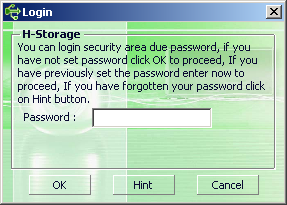 Login
H-Storage
You can login security area due password, if you
have not set password click OK to proceed, If you
have previously set the password enter now to
proceed, If you have forgotten your password click
on Hint button.
Password :
OK Hint Cancel